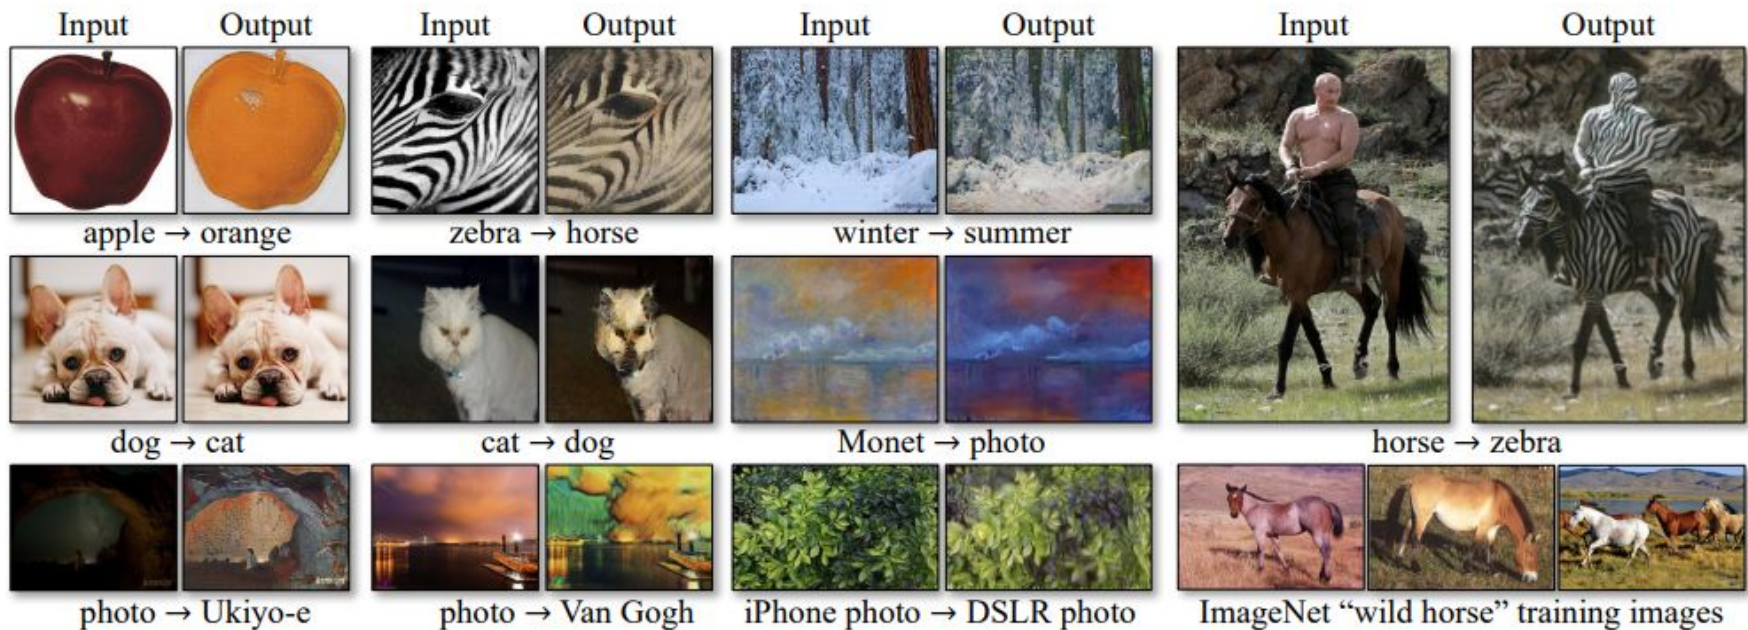 Input Output Input Output Input Output Input Output
apple → orange zebra → horse winter → summer
dog → cat cat → dog Monet → photo horse → zebra
photo → Ukiyo-e photo → Van Gogh iPhone photo → DSLR photo ImageNet “wild horse” training images